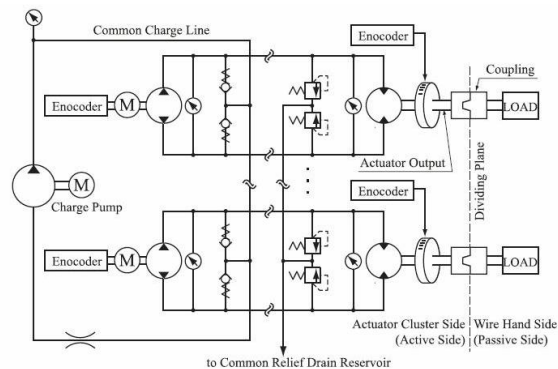 Common Charge Line
Enocoder
Coupling
Enocoder
M
LOAD
Actuator Output
Dividing Plane
M
Charge Pump
Enocoder
Enocoder
M
LOAD
Actuator Cluster Side
(Active Side)
Wire Hand Side
(Passive Side)
to Common Relief Drain Reservoir